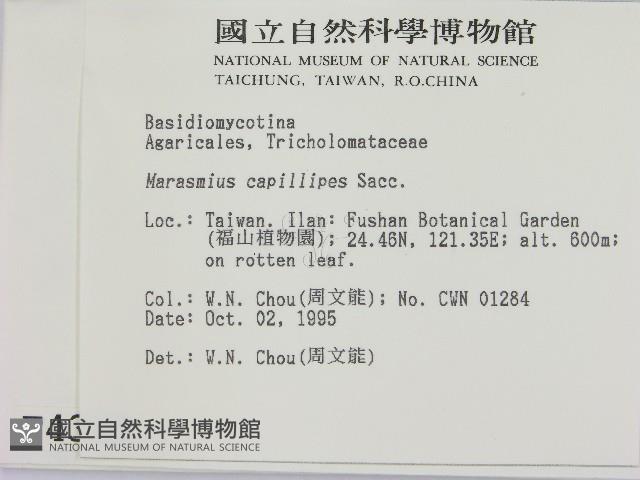 國立自然科學博物館
NATIONAL MUSEUM OF NATURAL SCIENCE
TAICHUNG, TAIWAN, R.O.CHINA
Basidiomycotina
Agaricales, Tricholomataceae
Marasmius capillipes Sacc.
Loc.: Taiwan. Ilan: Fushan Botanical Garden
(福山植物園); 24.46N, 121.35E; alt. 600m;
on rotten leaf.
Col.: W.N. Chou(周文能); No. CWN 01284
Date: Oct. 02, 1995
Det.: W.N. Chou(周文能)
國立自然科學博物館
NATIONAL MUSEUM OF NATURAL SCIENCE